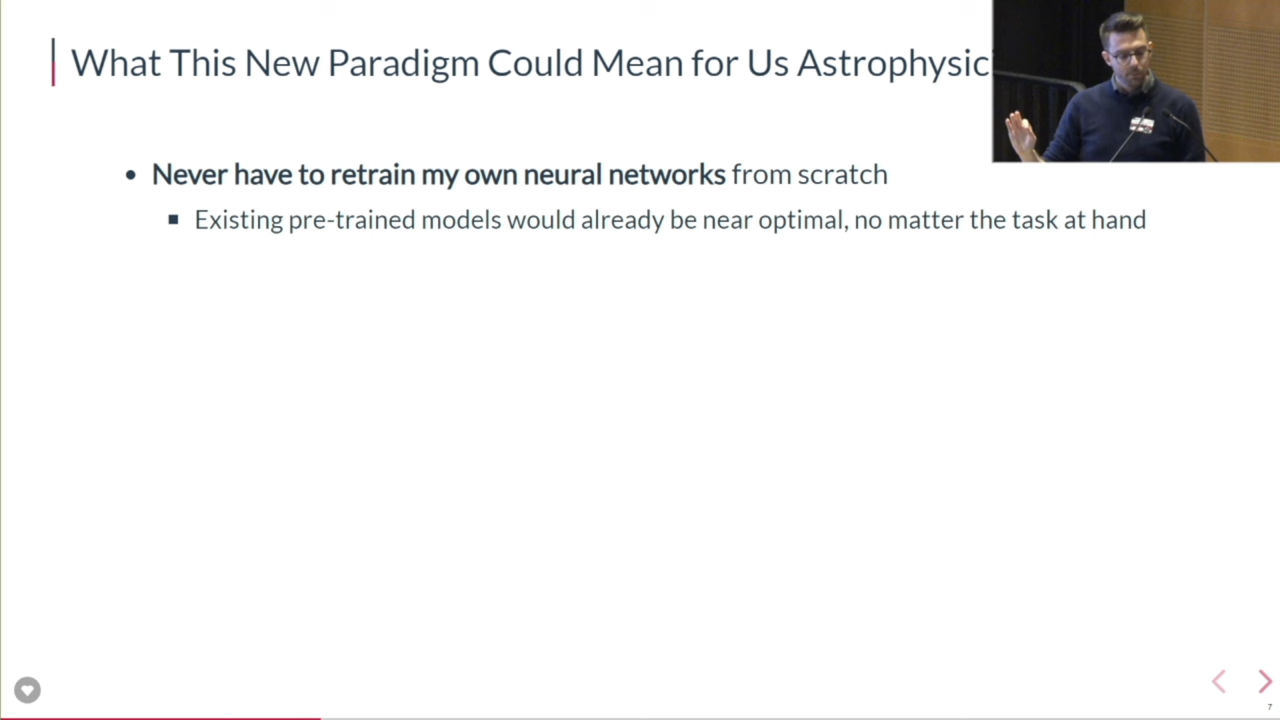 What This New Paradigm Could Mean for Us Astrophysic
• Never have to retrain my own neural networks from scratch
▪ Existing pre-trained models would already be near optimal, no matter the task at hand
7